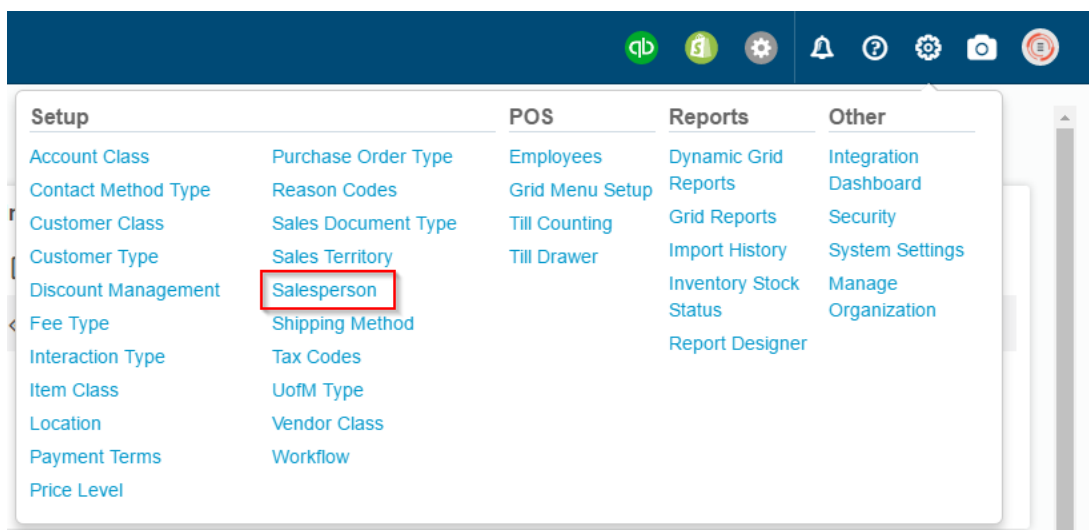 qb
Setup
Account Class
Contact Method Type
Customer Class
Customer Type
Discount Management
Fee Type
Interaction Type
Item Class
Location
Payment Terms
Price Level
Purchase Order Type
Reason Codes
Sales Document Type
Sales Territory
Salesperson
Shipping Method
Tax Codes
UofM Type
Vendor Class
Workflow
POS
Employees
Grid Menu Setup
Till Counting
Till Drawer
Reports
Dynamic Grid
Reports
Grid Reports
Import History
Inventory Stock
Status
Report Designer
Other
Integration
Dashboard
Security
System Settings
Manage
Organization